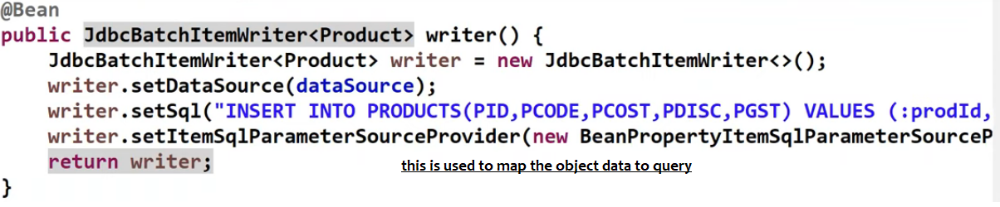 @Bean
public JdbcBatchItemWriter<Product> writer() {
JdbcBatchItemWriter<Product> writer = new JdbcBatchItemWriter<>();
writer.setDataSource(dataSource);
writer.setSql("INSERT INTO PRODUCTS(PID,PCODE,PCOST,PDISC,PGST) VALUES (:prodId,
writer.setItemSqlParameterSourceProvider(new BeanPropertyItemSqlParameterSourceP
return writer;
this is used to map the object data to query
}